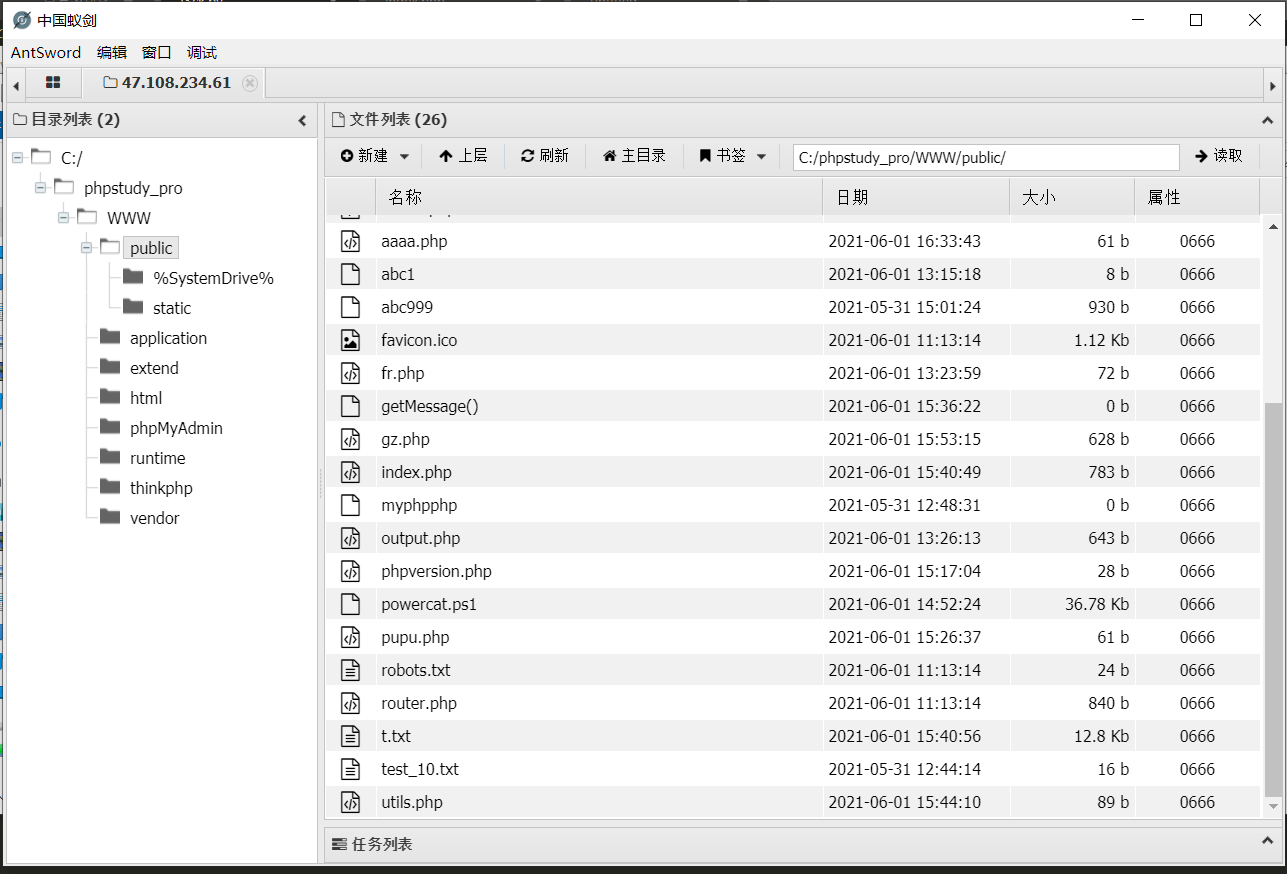 中国蚁剑
AntSword 编辑 窗口 调试
47.108.234.61
目录列表 (2)
C:/
phpstudy_pro
WWW
public
%SystemDrive%
static
application
extend
html
phpMyAdmin
runtime
thinkphp
vendor
文件列表 (26)
新建 上层 刷新 主目录 书签 C:/phpstudy_pro/WWW/public/ 读取
名称 日期 大小 属性
aaaa.php 2021-06-01 16:33:43 61 b 0666
abc1 2021-06-01 13:15:18 8 b 0666
abc999 2021-05-31 15:01:24 930 b 0666
favicon.ico 2021-06-01 11:13:14 1.12 Kb 0666
fr.php 2021-06-01 13:23:59 72 b 0666
getMessage() 2021-06-01 15:36:22 0 b 0666
gz.php 2021-06-01 15:53:15 628 b 0666
index.php 2021-06-01 15:40:49 783 b 0666
myphpphp 2021-05-31 12:48:31 0 b 0666
output.php 2021-06-01 13:26:13 643 b 0666
phpversion.php 2021-06-01 15:17:04 28 b 0666
powercat.ps1 2021-06-01 14:52:24 36.78 Kb 0666
pupu.php 2021-06-01 15:26:37 61 b 0666
robots.txt 2021-06-01 11:13:14 24 b 0666
router.php 2021-06-01 11:13:14 840 b 0666
t.txt 2021-06-01 15:40:56 12.8 Kb 0666
test_10.txt 2021-05-31 12:44:14 16 b 0666
utils.php 2021-06-01 15:44:10 89 b 0666
任务列表